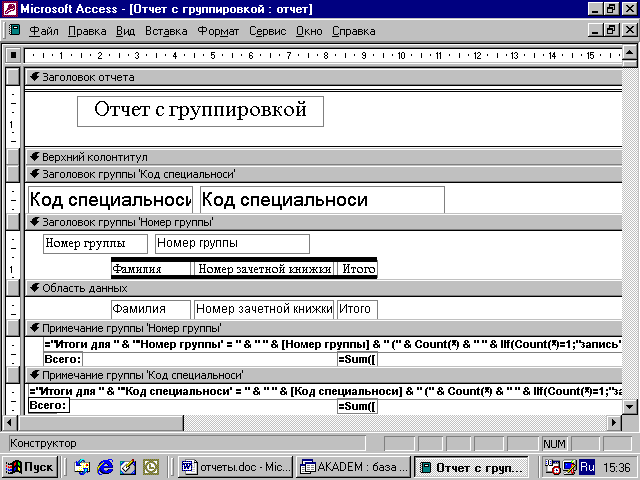 Microsoft Access - [Отчет с группировкой : отчет]
Файл Правка Вид Вставка Формат Сервис Окно Справка
1 2 3 4 5 6 7 8 9 10 11 12 13 14 15
Заголовок отчета
Отчет с группировкой
1
Верхний колонтитул
Заголовок группы 'Код специальноси'
Код специальноси Код специальноси
Заголовок группы 'Номер группы'
Номер группы Номер группы
Фамилия Номер зачетной книжки Итого
1
Область данных
Фамилия Номер зачетной книжки Итого
Примечание группы 'Номер группы'
="Итоги для " & "'Номер группы' = " & " " & [Номер группы] & " (" & Count(*) & " " & IIf(Count(*)=1;"запись"
Всего: =Sum([
Примечание группы 'Код специальноси'
="Итоги для " & "'Код специальноси' = " & " " & [Код специальноси] & " (" & Count(*) & " " & IIf(Count(*)=1;"за
Всего: =Sum([
Конструктор NUM
Пуск отчеты.doc - Mic... AKADEM : база ... Отчет с груп... Ru 15:36